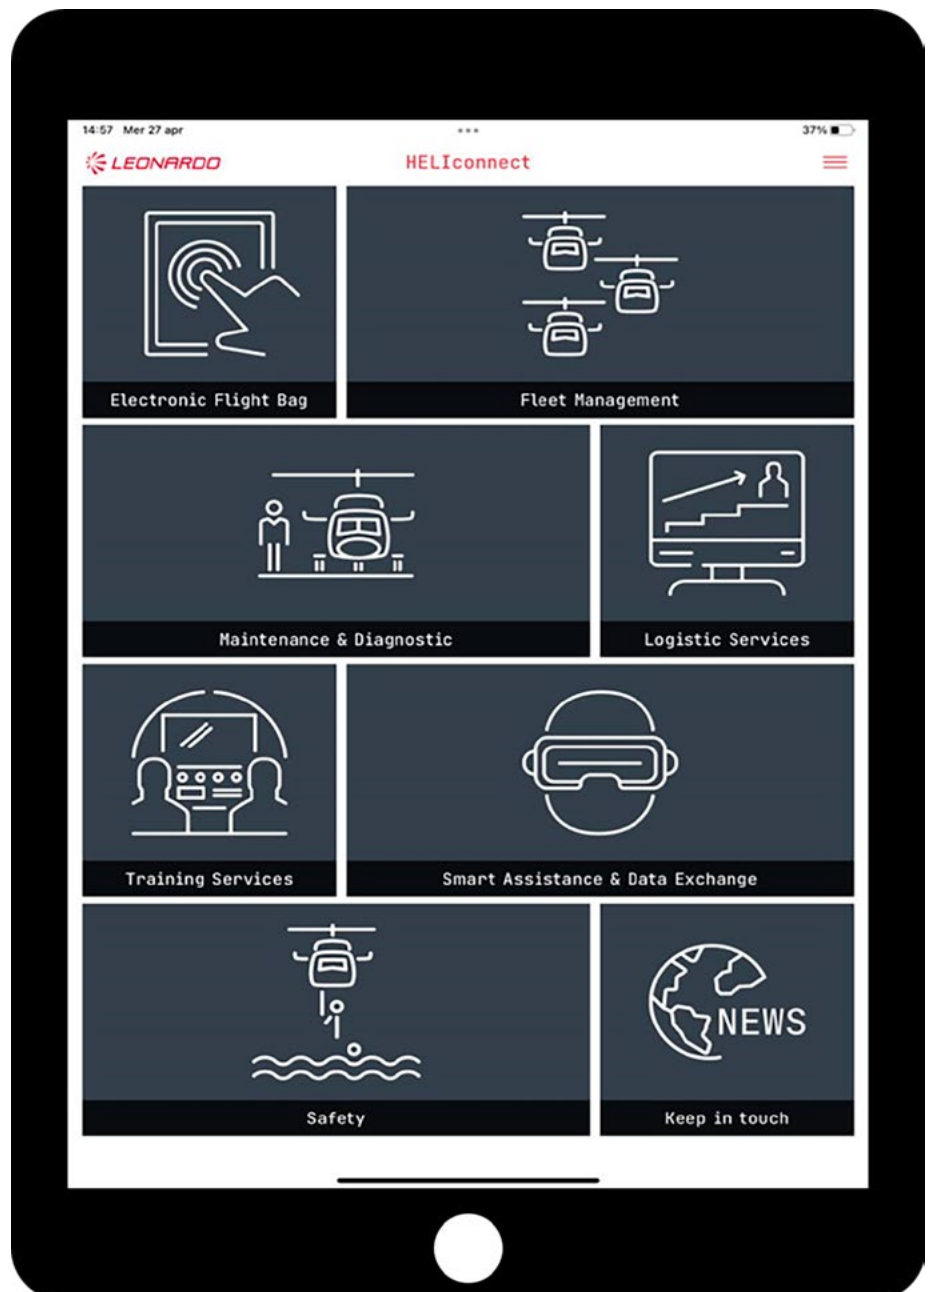 14:57 Mer 27 apr
37%
LEONARDO
HELIconnect
Electronic Flight Bag
Fleet Management
Maintenance & Diagnostic
Logistic Services
Training Services
Smart Assistance & Data Exchange
NEWS
Safety
Keep in touch